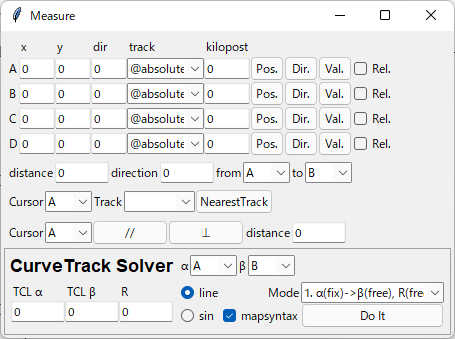 Measure
x y dir track kilopost
A 0 0 0 @absolute 0 Pos. Dir. Val. Rel.
B 0 0 0 @absolute 0 Pos. Dir. Val. Rel.
C 0 0 0 @absolute 0 Pos. Dir. Val. Rel.
D 0 0 0 @absolute 0 Pos. Dir. Val. Rel.
distance 0 direction 0 from A to B
Cursor A Track NearestTrack
Cursor A // ⊥ distance 0
CurveTrack Solver α A β B
TCL α TCL β R line Mode 1. α(fix)->β(free), R(fre
0 0 0 sin mapsyntax Do It